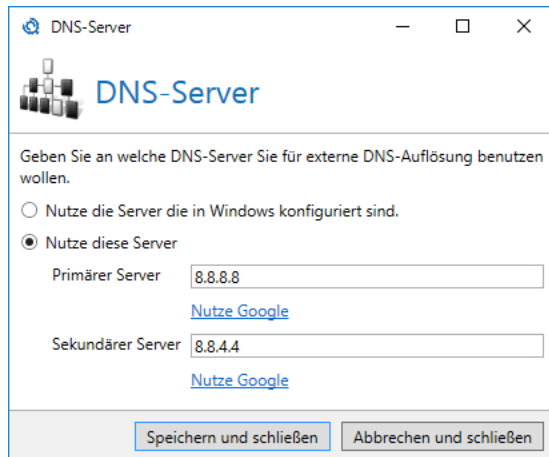 DNS-Server
DNS-Server
Geben Sie an welche DNS-Server Sie für externe DNS-Auflösung benutzen
wollen.
Nutze die Server die in Windows konfiguriert sind.
Nutze diese Server
Primärer Server 8.8.8.8
Nutze Google
Sekundärer Server 8.8.4.4
Nutze Google
Speichern und schließen Abbrechen und schließen